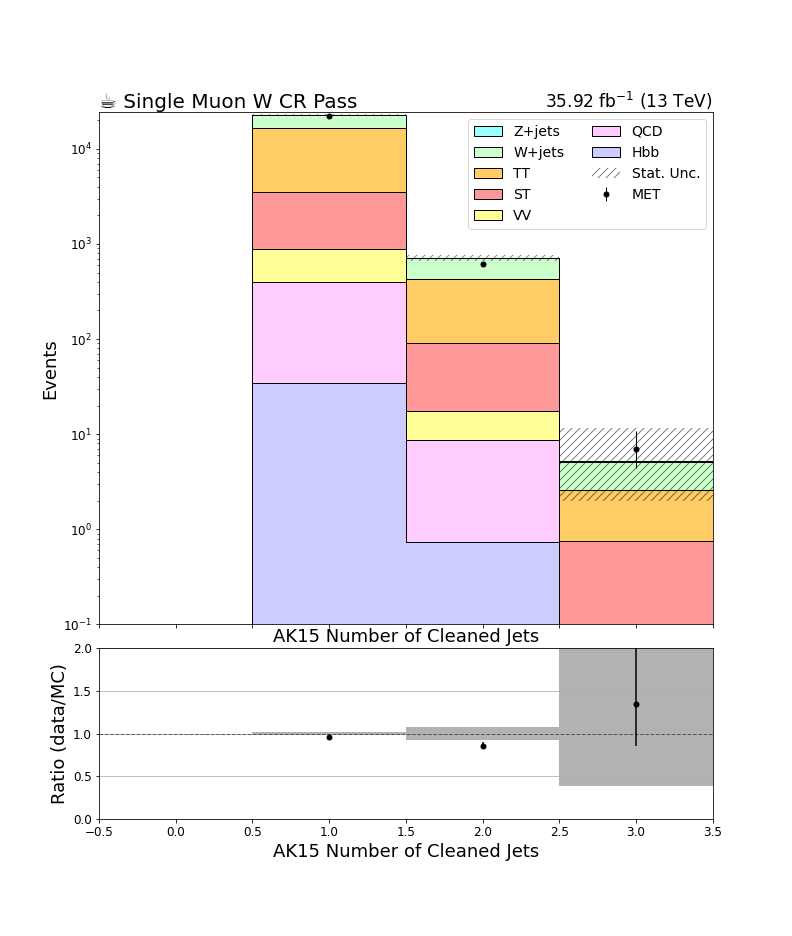 ☕ Single Muon W CR Pass
35.92 fb⁻¹ (13 TeV)
Z+jets
W+jets
TT
ST
VV
QCD
Hbb
Stat. Unc.
MET
Events
10⁴
10³
10²
10¹
10⁰
10⁻¹
AK15 Number of Cleaned Jets
Ratio (data/MC)
2.0
1.5
1.0
0.5
0.0
−0.5 0.0 0.5 1.0 1.5 2.0 2.5 3.0 3.5
AK15 Number of Cleaned Jets